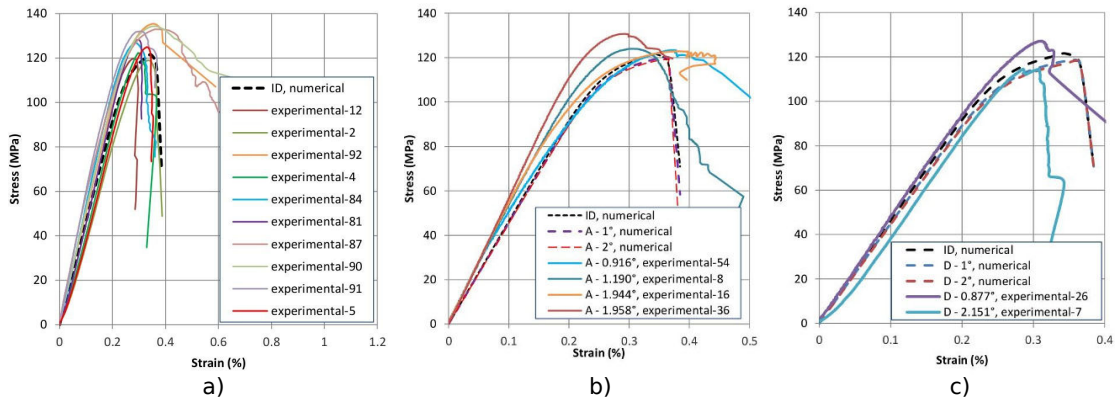 Stress (MPa)
140
120
100
80
60
40
20
0
0 0.2 0.4 0.6 0.8 1 1.2
Strain (%)
ID, numerical
experimental-12
experimental-2
experimental-92
experimental-4
experimental-84
experimental-81
experimental-87
experimental-90
experimental-91
experimental-5
a)
Stress (MPa)
140
120
100
80
60
40
20
0
0 0.1 0.2 0.3 0.4 0.5
Strain (%)
ID, numerical
A - 1°, numerical
A - 2°, numerical
A - 0.916°, experimental-54
A - 1.190°, experimental-8
A - 1.944°, experimental-16
A - 1.958°, experimental-36
b)
Stress (MPa)
140
120
100
80
60
40
20
0
0 0.1 0.2 0.3 0.4
Strain (%)
ID, numerical
D - 1°, numerical
D - 2°, numerical
D - 0.877°, experimental-26
D - 2.151°, experimental-7
c)